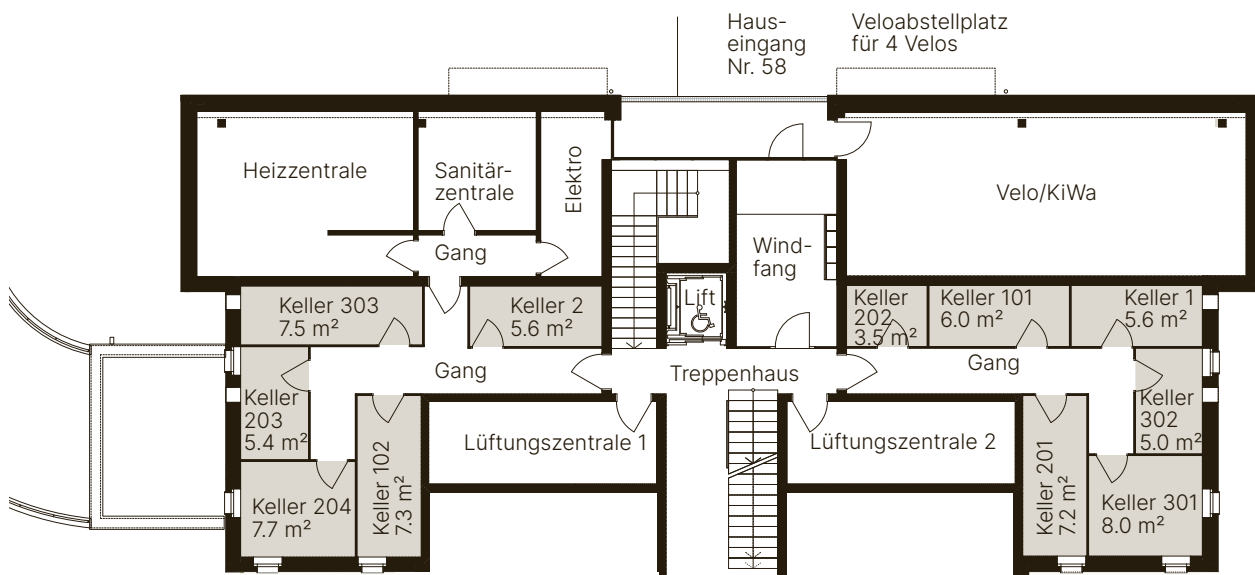 Haus-
eingang
Nr. 58
Veloabstellplatz
für 4 Velos
Heizzentrale
Sanitär-
zentrale
Elektro
Gang
Wind-
fang
Velo/KiWa
Lift
Keller 303
7.5 m²
Keller 2
5.6 m²
Keller
202
3.5 m²
Keller 101
6.0 m²
Keller 1
5.6 m²
Gang
Treppenhaus
Gang
Keller
203
5.4 m²
Keller
302
5.0 m²
Lüftungszentrale 1
Lüftungszentrale 2
Keller 204
7.7 m²
Keller 102
7.3 m²
Keller 201
7.2 m²
Keller 301
8.0 m²